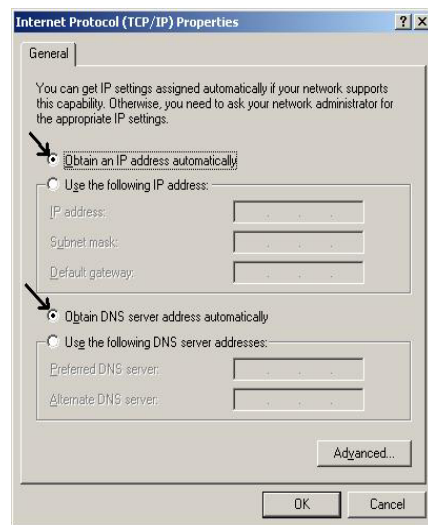 Internet Protocol (TCP/IP) Properties
General
You can get IP settings assigned automatically if your network supports
this capability. Otherwise, you need to ask your network administrator for
the appropriate IP settings.
Obtain an IP address automatically
Use the following IP address:
IP address:
Subnet mask:
Default gateway:
Obtain DNS server address automatically
Use the following DNS server addresses:
Preferred DNS server:
Alternate DNS server:
Advanced...
OK Cancel